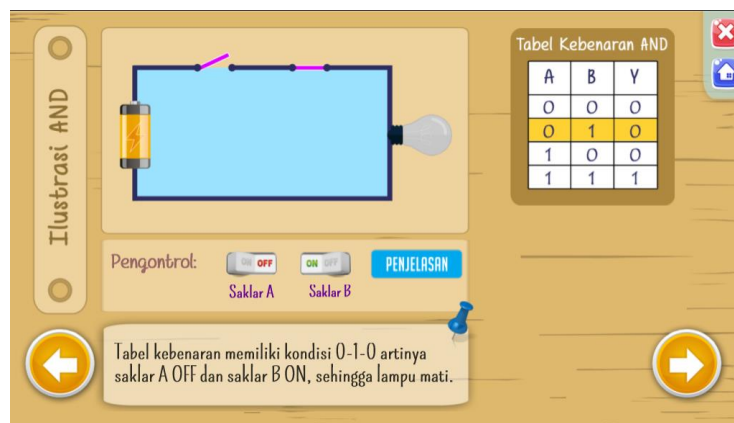 Ilustrasi AND
Tabel Kebenaran AND
A B Y
0 0 0
0 1 0
1 0 0
1 1 1
Pengontrol:
ON OFF
ON OFF
PENJELASAN
Saklar A
Saklar B
Tabel kebenaran memiliki kondisi 0-1-0 artinya
saklar A OFF dan saklar B ON, sehingga lampu mati.